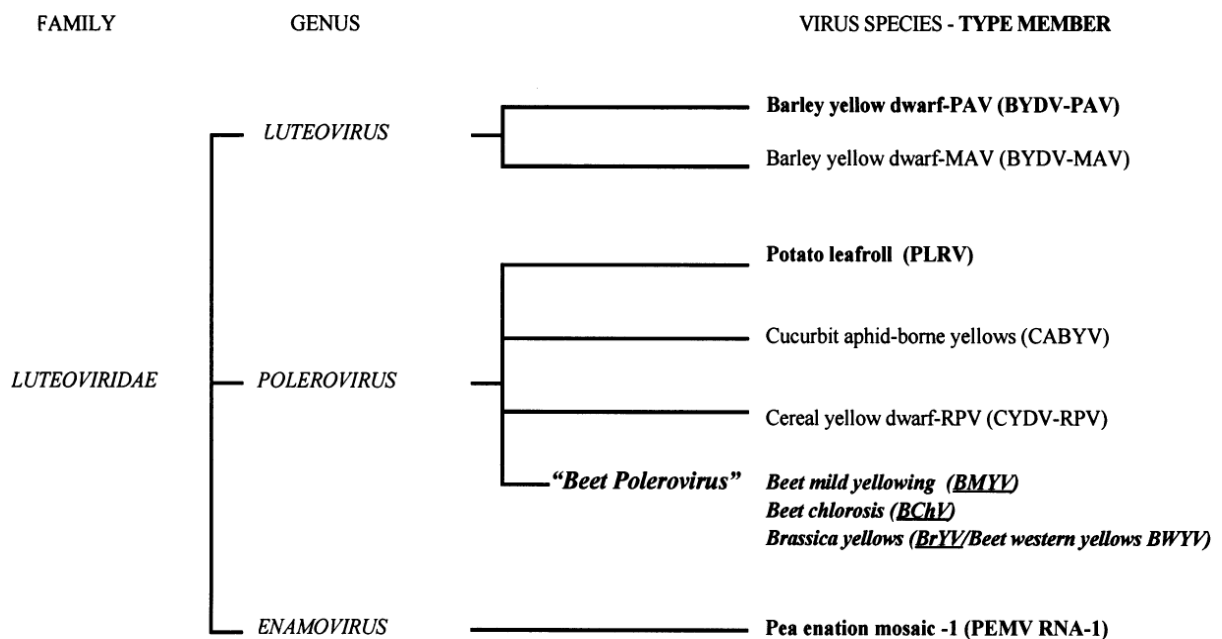 FAMILY GENUS VIRUS SPECIES - TYPE MEMBER
Barley yellow dwarf-PAV (BYDV-PAV)
LUTEOVIRUS
Barley yellow dwarf-MAV (BYDV-MAV)
Potato leafroll (PLRV)
Cucurbit aphid-borne yellows (CABYV)
LUTEOVIRIDAE POLEROVIRUS
Cereal yellow dwarf-RPV (CYDV-RPV)
“Beet Polerovirus” Beet mild yellowing (BMYV)
Beet chlorosis (BChV)
Brassica yellows (BrYV/Beet western yellows BWYV)
ENAMOVIRUS Pea enation mosaic -1 (PEMV RNA-1)